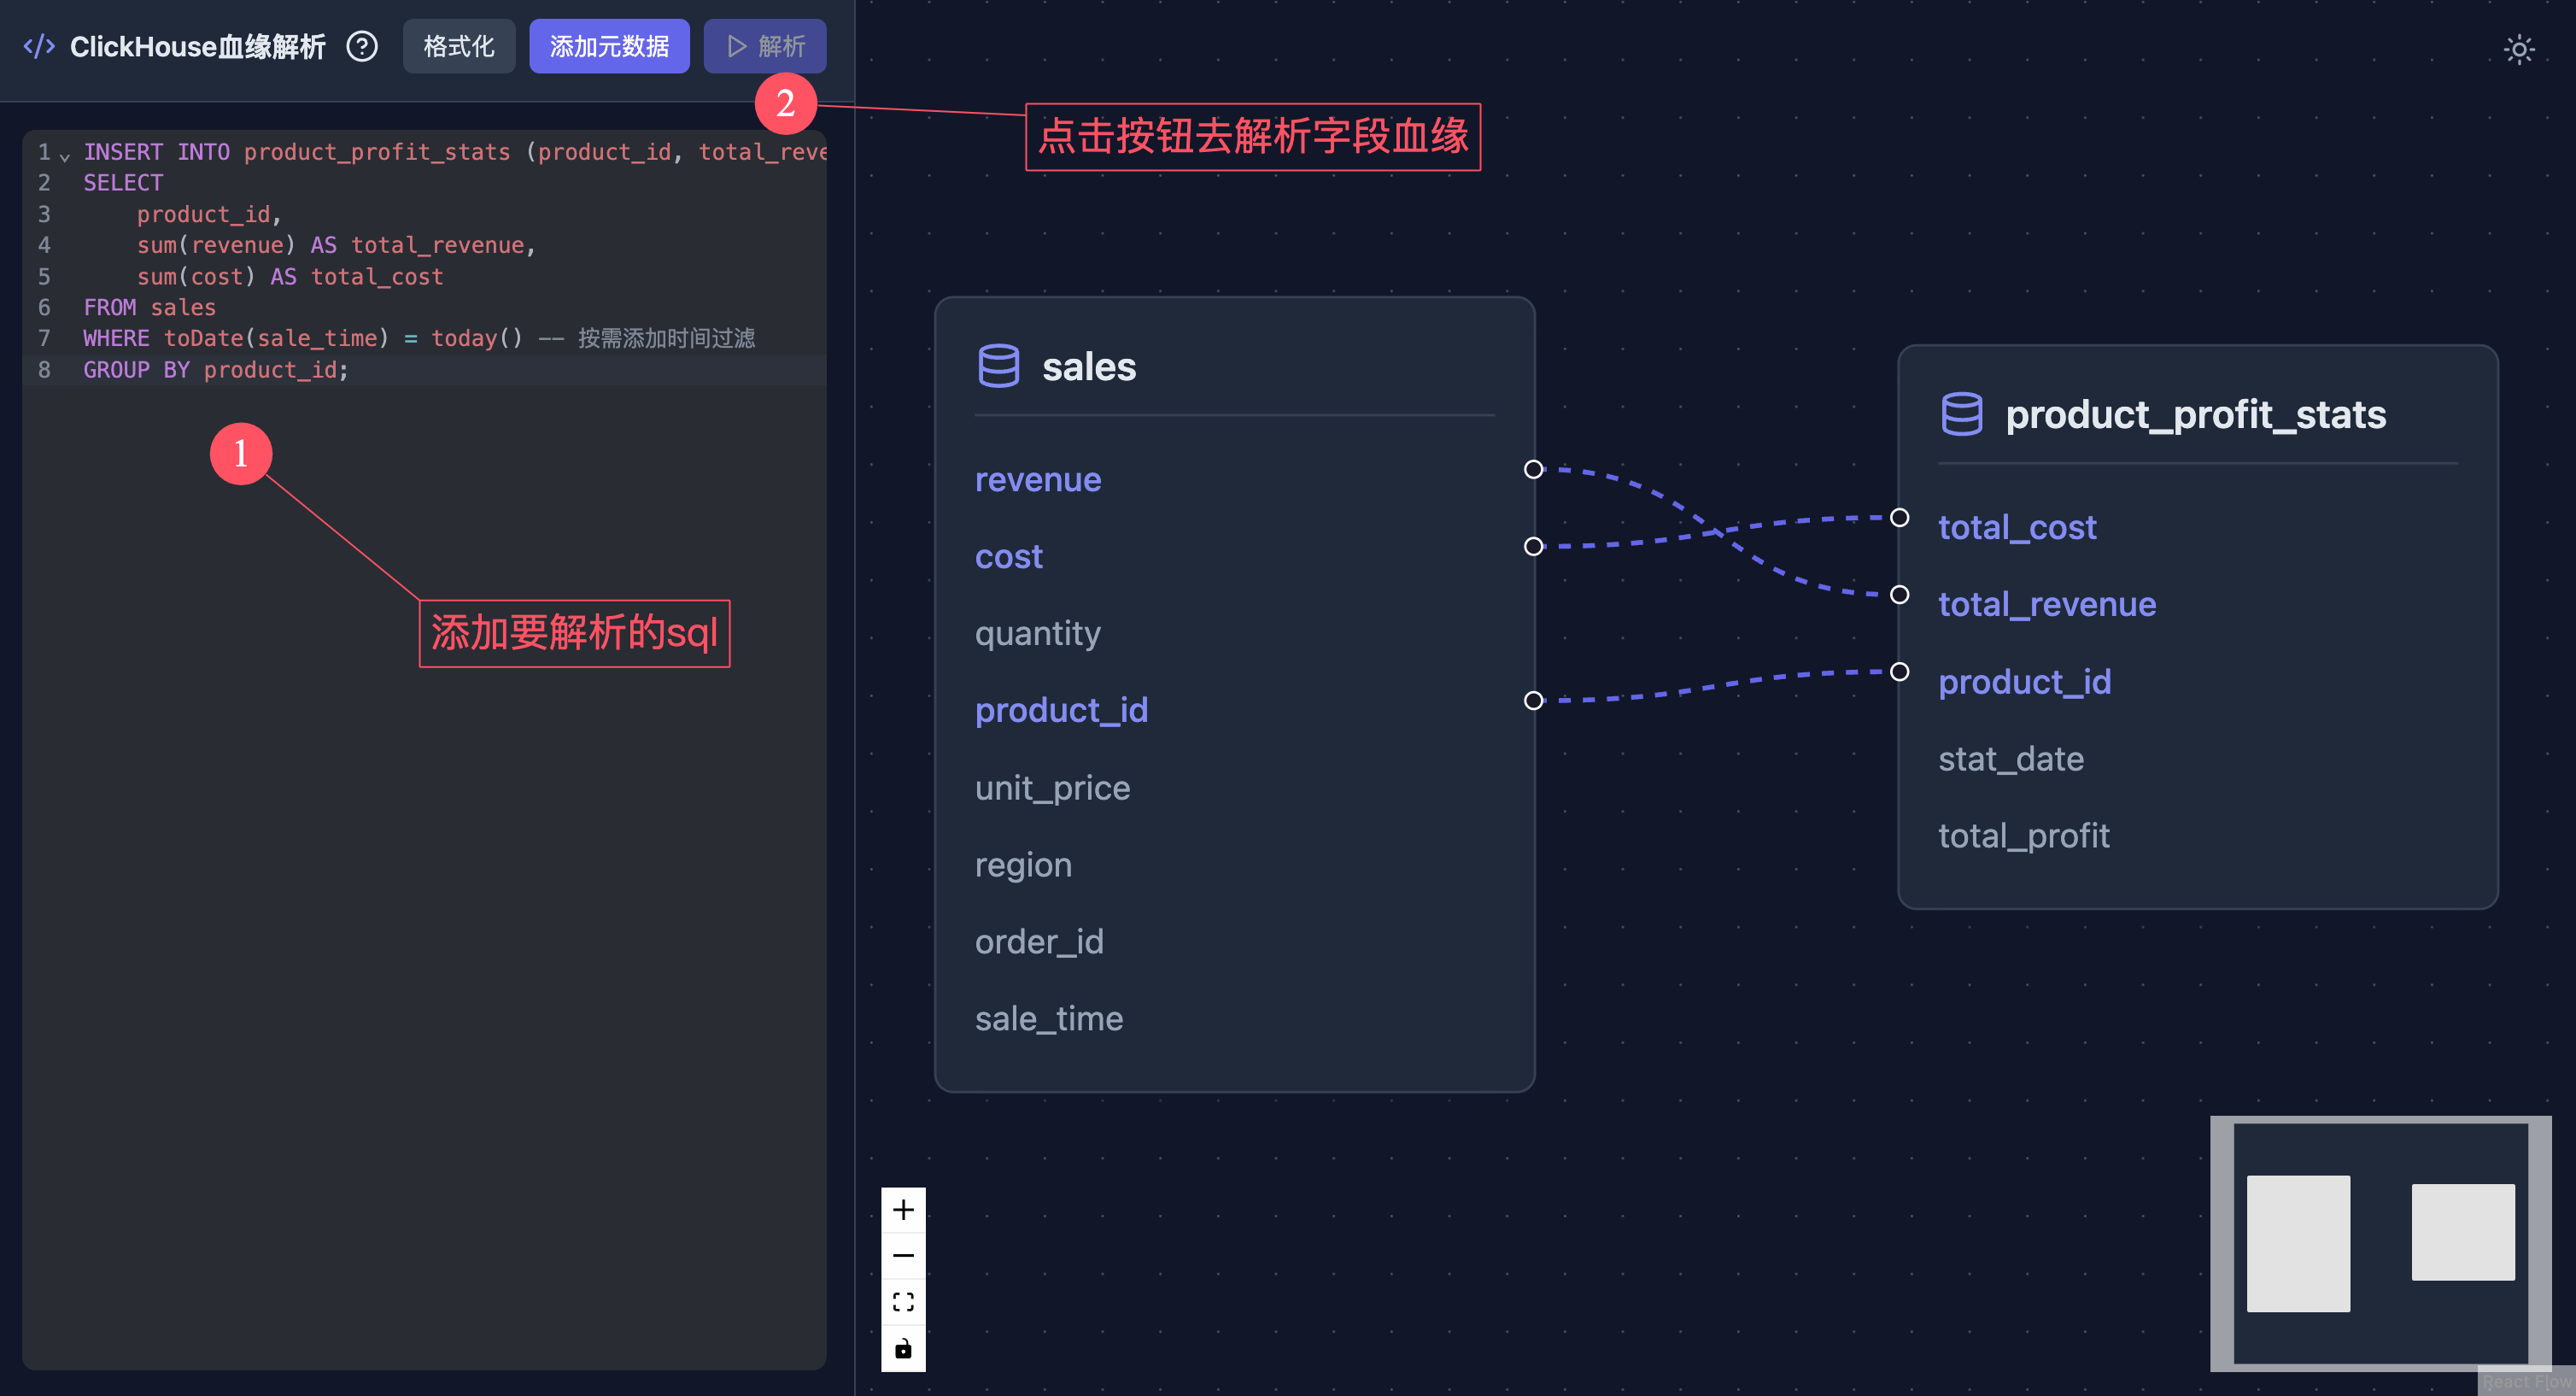 ClickHouse血缘解析
格式化
添加元数据
解析
2
点击按钮去解析字段血缘
1 INSERT INTO product_profit_stats (product_id, total_reve
2 SELECT
3 product_id,
4 sum(revenue) AS total_revenue,
5 sum(cost) AS total_cost
6 FROM sales
7 WHERE toDate(sale_time) = today() -- 按需添加时间过滤
8 GROUP BY product_id;
1
添加要解析的sql
sales
revenue
cost
quantity
product_id
unit_price
region
order_id
sale_time
product_profit_stats
total_cost
total_revenue
product_id
stat_date
total_profit
React Flow